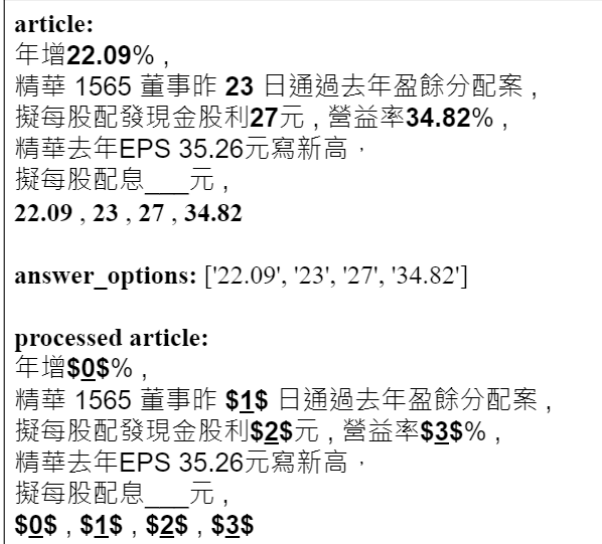 article:
年增22.09% ,
精華 1565 董事昨 23 日通過去年盈餘分配案 ,
擬每股配發現金股利27元 , 營益率34.82% ,
精華去年EPS 35.26元寫新高，
擬每股配息___元 ,
22.09 , 23 , 27 , 34.82
answer_options: ['22.09', '23', '27', '34.82']
processed article:
年增$0$% ,
精華 1565 董事昨 $1$ 日通過去年盈餘分配案 ,
擬每股配發現金股利$2$元 , 營益率$3$% ,
精華去年EPS 35.26元寫新高，
擬每股配息___元 ,
$0$ , $1$ , $2$ , $3$